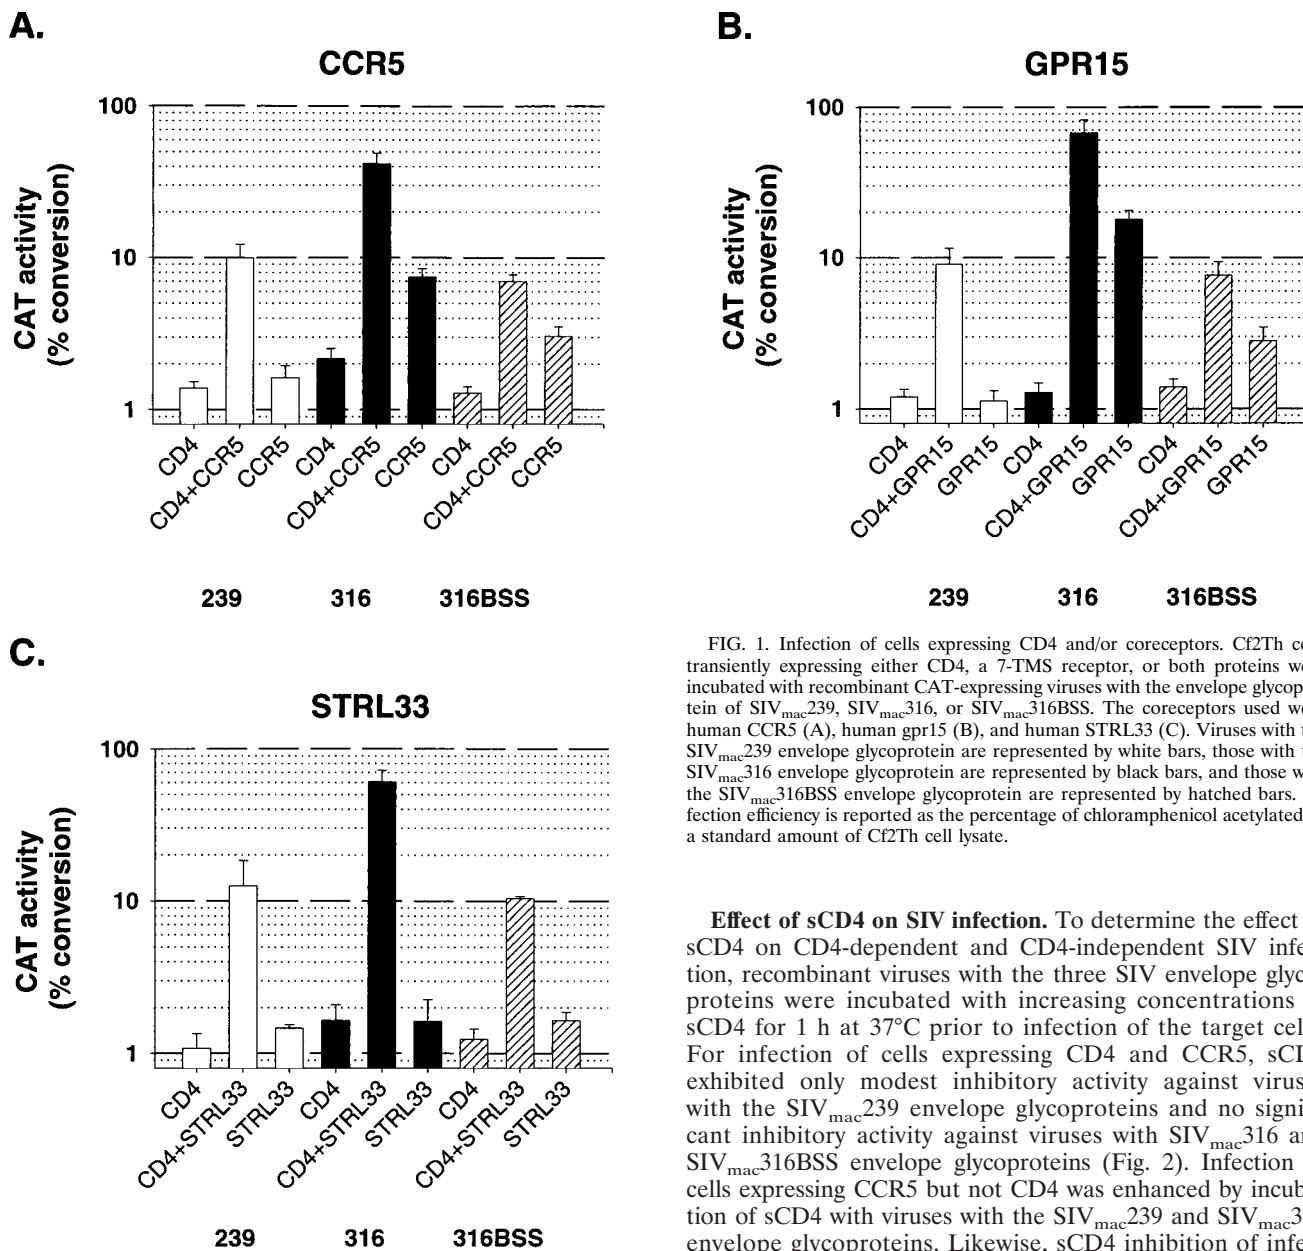 A.
CCR5
CAT activity
(% conversion)
100
10
1
CD4
CD4+CCR5
CCR5
CD4
CD4+CCR5
CCR5
CD4
CD4+CCR5
CCR5
239 316 316BSS
B.
GPR15
CAT activity
(% conversion)
100
10
1
CD4
CD4+GPR15
GPR15
CD4
CD4+GPR15
GPR15
CD4
CD4+GPR15
GPR15
239 316 316BSS
C.
STRL33
CAT activity
(% conversion)
100
10
1
CD4
CD4+STRL33
STRL33
CD4
CD4+STRL33
STRL33
CD4
CD4+STRL33
STRL33
239 316 316BSS
FIG. 1. Infection of cells expressing CD4 and/or coreceptors. Cf2Th ce
transiently expressing either CD4, a 7-TMS receptor, or both proteins we
incubated with recombinant CAT-expressing viruses with the envelope glycop
tein of SIVmac239, SIVmac316, or SIVmac316BSS. The coreceptors used we
human CCR5 (A), human gpr15 (B), and human STRL33 (C). Viruses with t
SIVmac239 envelope glycoprotein are represented by white bars, those with t
SIVmac316 envelope glycoprotein are represented by black bars, and those w
the SIVmac316BSS envelope glycoprotein are represented by hatched bars.
fection efficiency is reported as the percentage of chloramphenicol acetylated
a standard amount of Cf2Th cell lysate.
Effect of sCD4 on SIV infection. To determine the effect
sCD4 on CD4-dependent and CD4-independent SIV infe
tion, recombinant viruses with the three SIV envelope glyc
proteins were incubated with increasing concentrations
sCD4 for 1 h at 37°C prior to infection of the target cel
For infection of cells expressing CD4 and CCR5, sCD
exhibited only modest inhibitory activity against virus
with the SIVmac239 envelope glycoproteins and no signi
cant inhibitory activity against viruses with SIVmac316 an
SIVmac316BSS envelope glycoproteins (Fig. 2). Infection
cells expressing CCR5 but not CD4 was enhanced by incub
tion of sCD4 with viruses with the SIVmac239 and SIVmac3
envelope glycoproteins. Likewise, sCD4 inhibition of infe